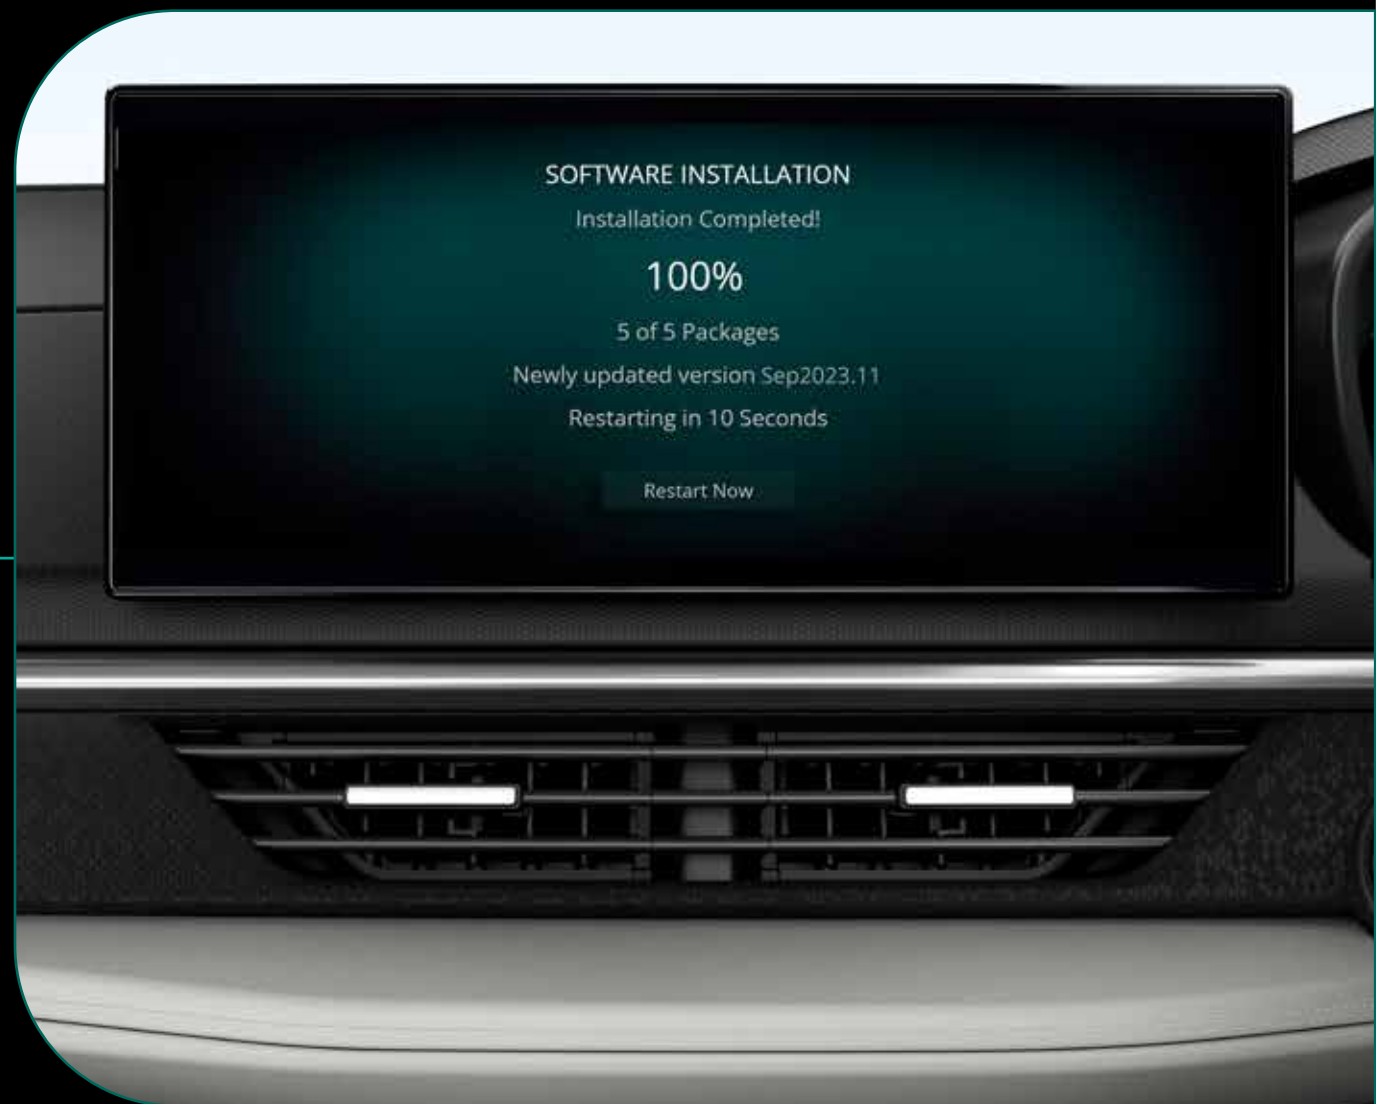 SOFTWARE INSTALLATION
Installation Completed!
100%
5 of 5 Packages
Newly updated version Sep2023.11
Restarting in 10 Seconds
Restart Now